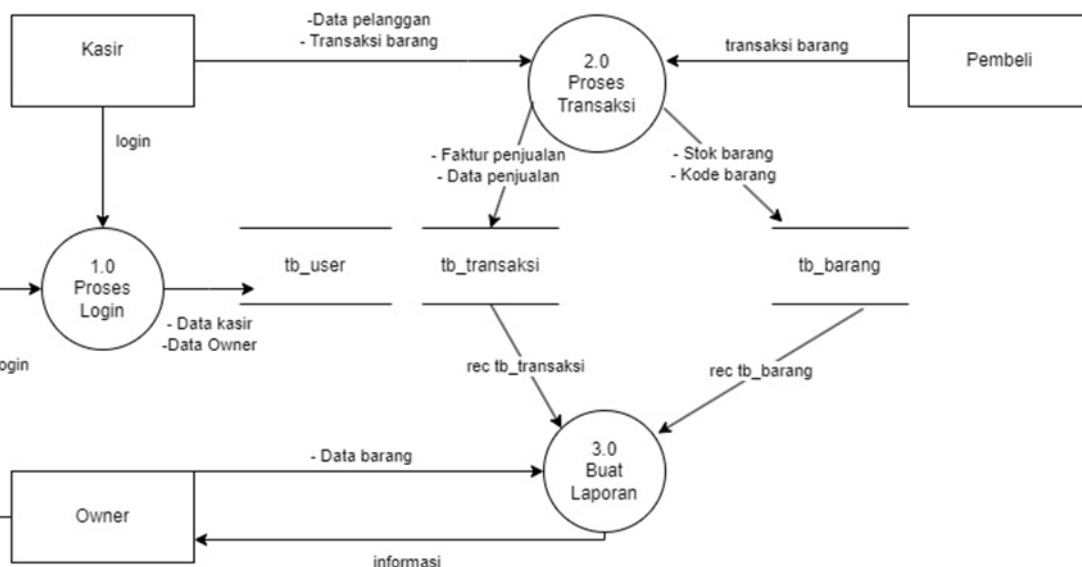 -Data pelanggan
- Transaksi barang
Kasir
2.0
Proses
Transaksi
transaksi barang
Pembeli
login
- Faktur penjualan
- Data penjualan
- Stok barang
- Kode barang
1.0
Proses
Login
tb_user
tb_transaksi
tb_barang
- Data kasir
-Data Owner
ogin
rec tb_transaksi
rec tb_barang
- Data barang
3.0
Buat
Laporan
Owner
informasi